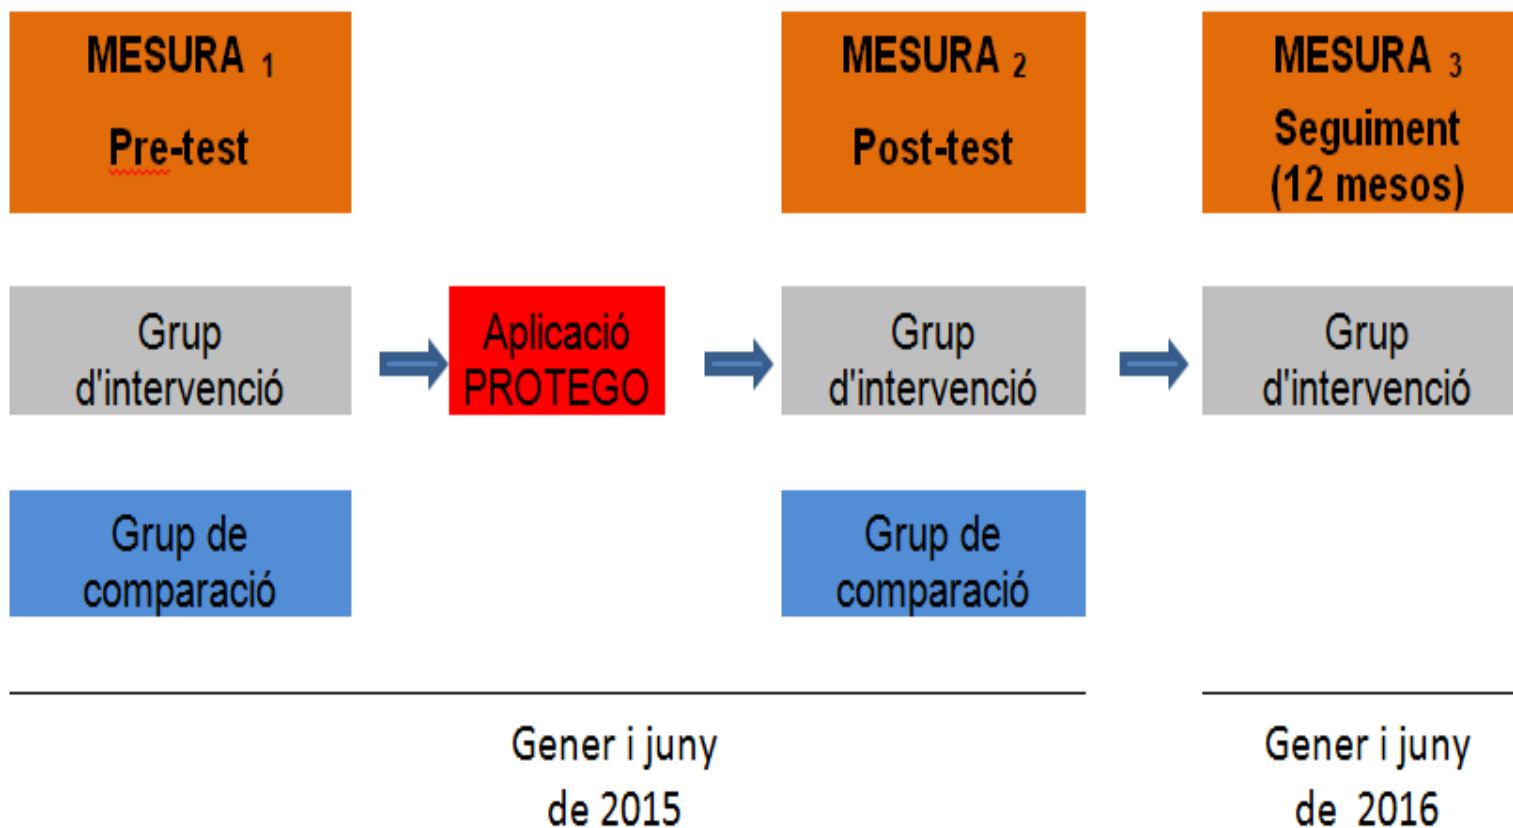 MESURA 1
Pre-test
MESURA 2
Post-test
MESURA 3
Seguiment
(12 mesos)
Grup
d'intervenció
Aplicació
PROTEGO
Grup
d'intervenció
Grup
d'intervenció
Grup de
comparació
Grup de
comparació
Gener i juny
de 2015
Gener i juny
de 2016